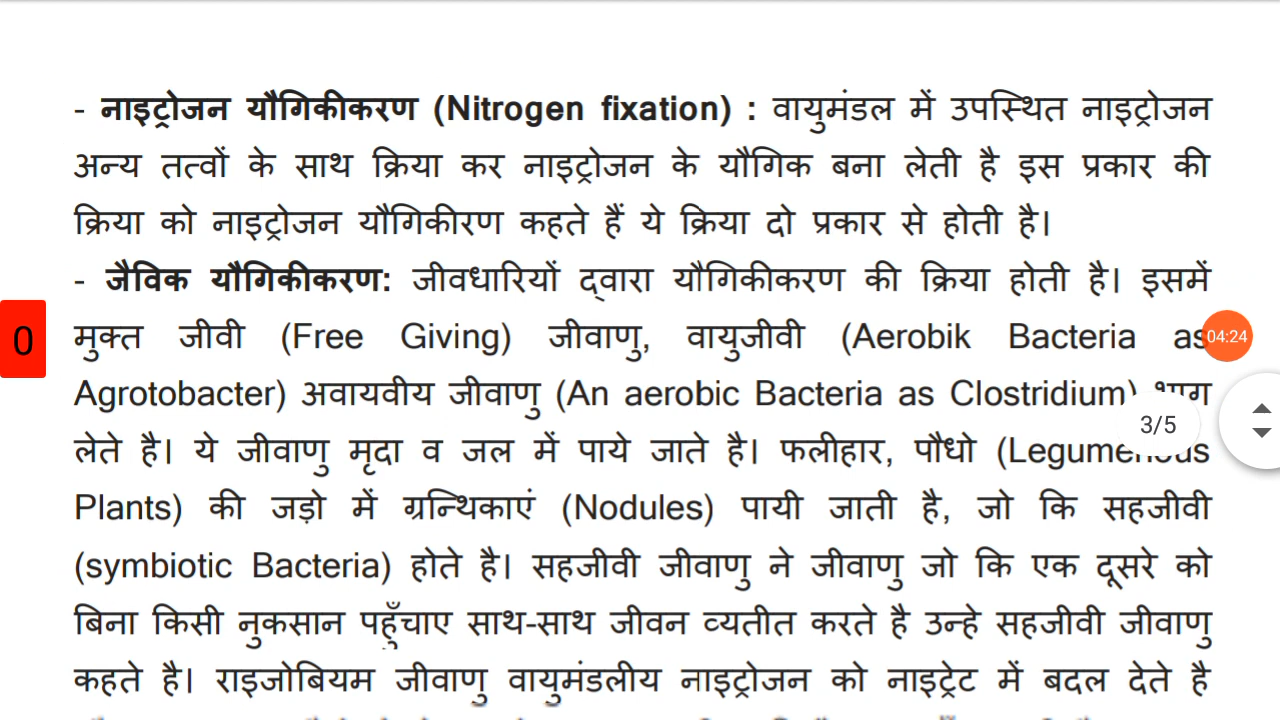 - नाइट्रोजन यौगिकीकरण (Nitrogen fixation) : वायुमंडल में उपस्थित नाइट्रोजन
अन्य तत्वों के साथ क्रिया कर नाइट्रोजन के यौगिक बना लेती है इस प्रकार की
क्रिया को नाइट्रोजन यौगिकीरण कहते हैं ये क्रिया दो प्रकार से होती है।
- जैविक यौगिकीकरण: जीवधारियों द्वारा यौगिकीकरण की क्रिया होती है। इसमें
0
मुक्त जीवी (Free Giving) जीवाणु, वायुजीवी (Aerobik Bacteria as
04:24
Agrotobacter) अवायवीय जीवाणु (An aerobic Bacteria as Clostridium) भाग
3/5
लेते है। ये जीवाणु मृदा व जल में पाये जाते है। फलीहार, पौधो (Legumenous
Plants) की जड़ो में ग्रन्थिकाएं (Nodules) पायी जाती है, जो कि सहजीवी
(symbiotic Bacteria) होते है। सहजीवी जीवाणु ने जीवाणु जो कि एक दूसरे को
बिना किसी नुकसान पहुँचाए साथ-साथ जीवन व्यतीत करते है उन्हे सहजीवी जीवाणु
कहते है। राइजोबियम जीवाणु वायुमंडलीय नाइट्रोजन को नाइट्रेट में बदल देते है